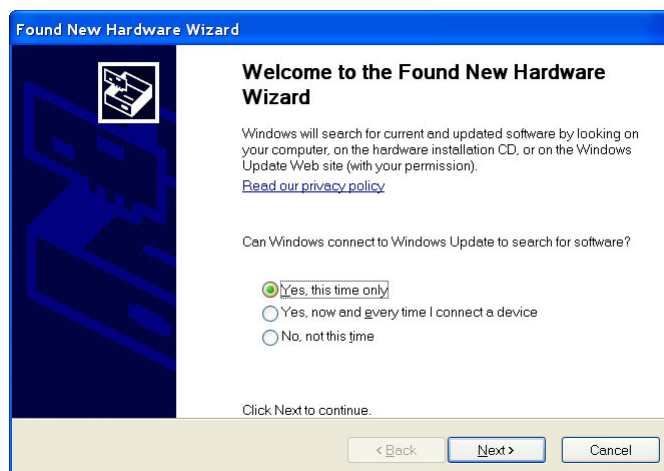 Found New Hardware Wizard
Welcome to the Found New Hardware
Wizard
Windows will search for current and updated software by looking on
your computer, on the hardware installation CD, or on the Windows
Update Web site (with your permission).
Read our privacy policy
Can Windows connect to Windows Update to search for software?
Yes, this time only
Yes, now and every time I connect a device
No, not this time
Click Next to continue.
< Back Next > Cancel